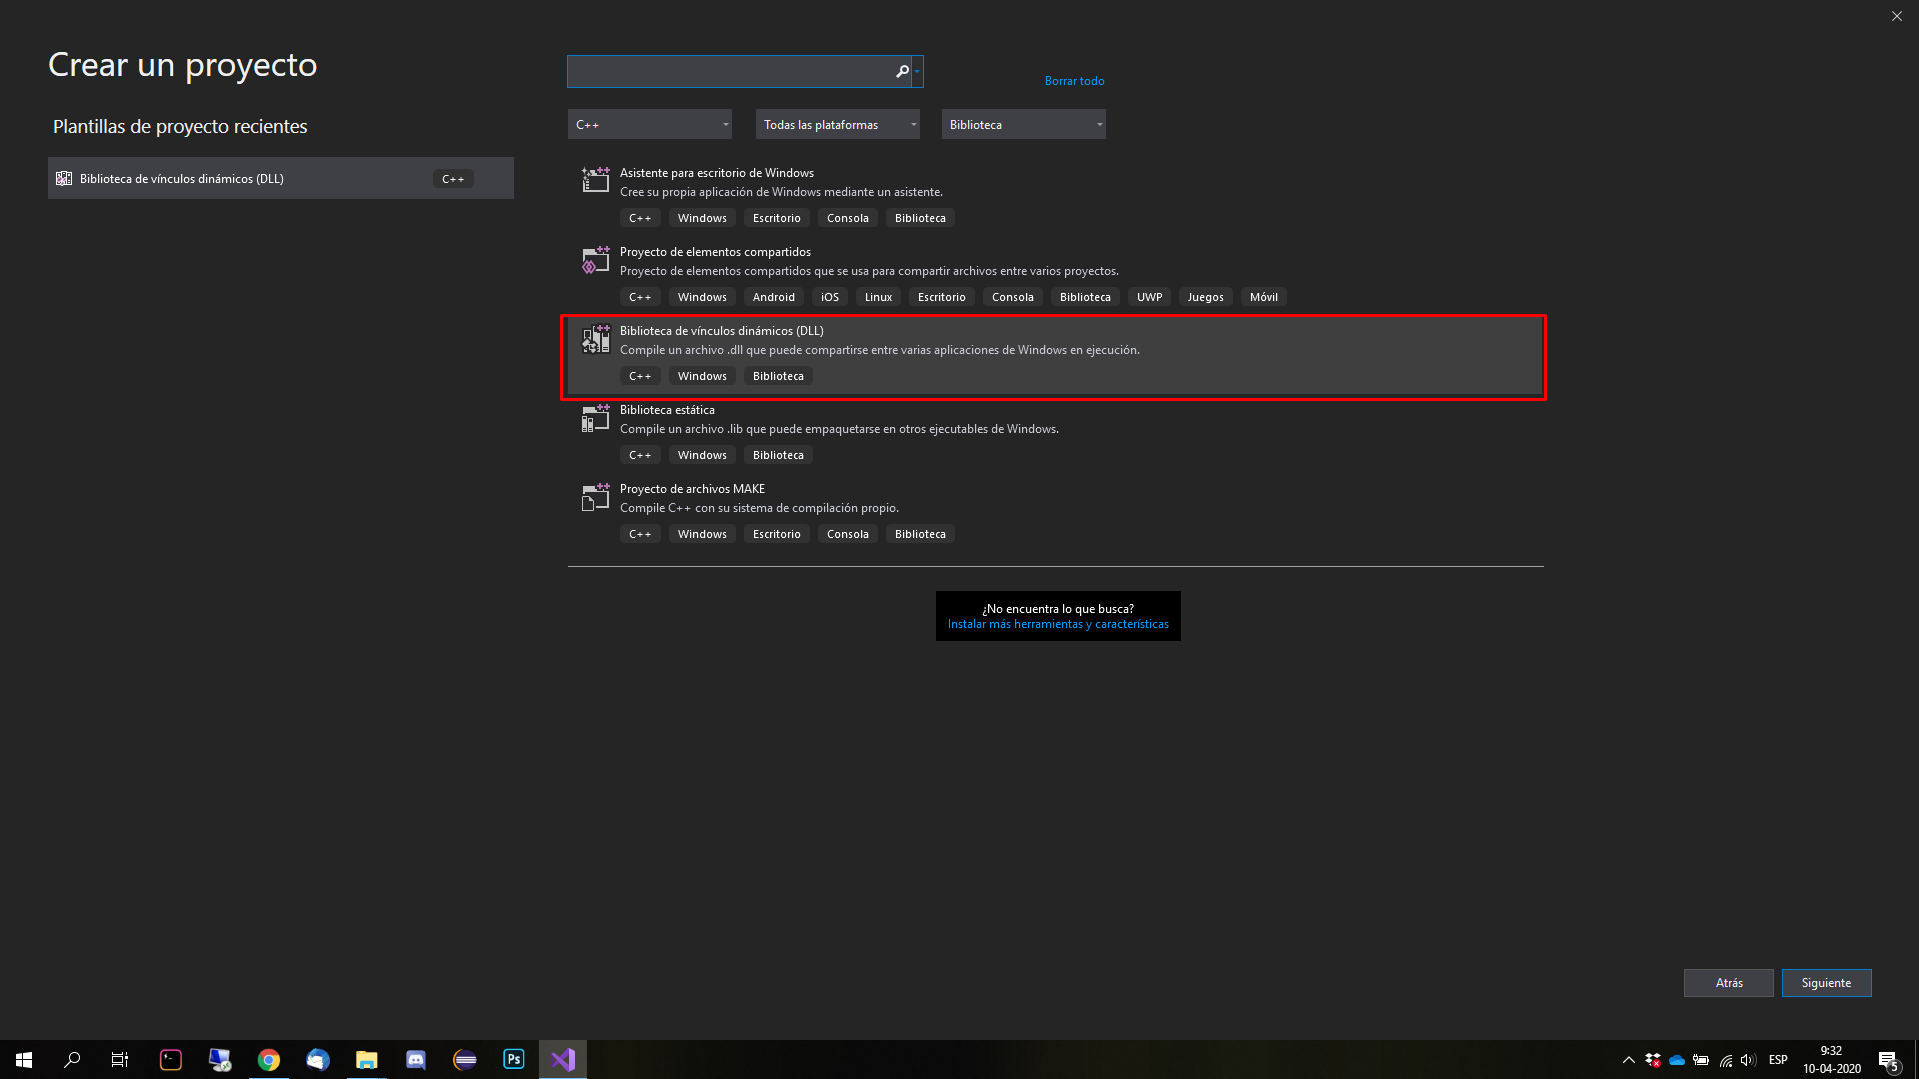 Crear un proyecto
Plantillas de proyecto recientes
Biblioteca de vínculos dinámicos (DLL) C++
Borrar todo
C++ Todas las plataformas Biblioteca
Asistente para escritorio de Windows
Cree su propia aplicación de Windows mediante un asistente.
C++ Windows Escritorio Consola Biblioteca
Proyecto de elementos compartidos
Proyecto de elementos compartidos que se usa para compartir archivos entre varios proyectos.
C++ Windows Android iOS Linux Escritorio Consola Biblioteca UWP Juegos Móvil
Biblioteca de vínculos dinámicos (DLL)
Compile un archivo .dll que puede compartirse entre varias aplicaciones de Windows en ejecución.
C++ Windows Biblioteca
Biblioteca estática
Compile un archivo .lib que puede empaquetarse en otros ejecutables de Windows.
C++ Windows Biblioteca
Proyecto de archivos MAKE
Compile C++ con su sistema de compilación propio.
C++ Windows Escritorio Consola Biblioteca
¿No encuentra lo que busca?
Instalar más herramientas y características
Atrás Siguiente
Ps
ESP
9:32
10-04-2020
5